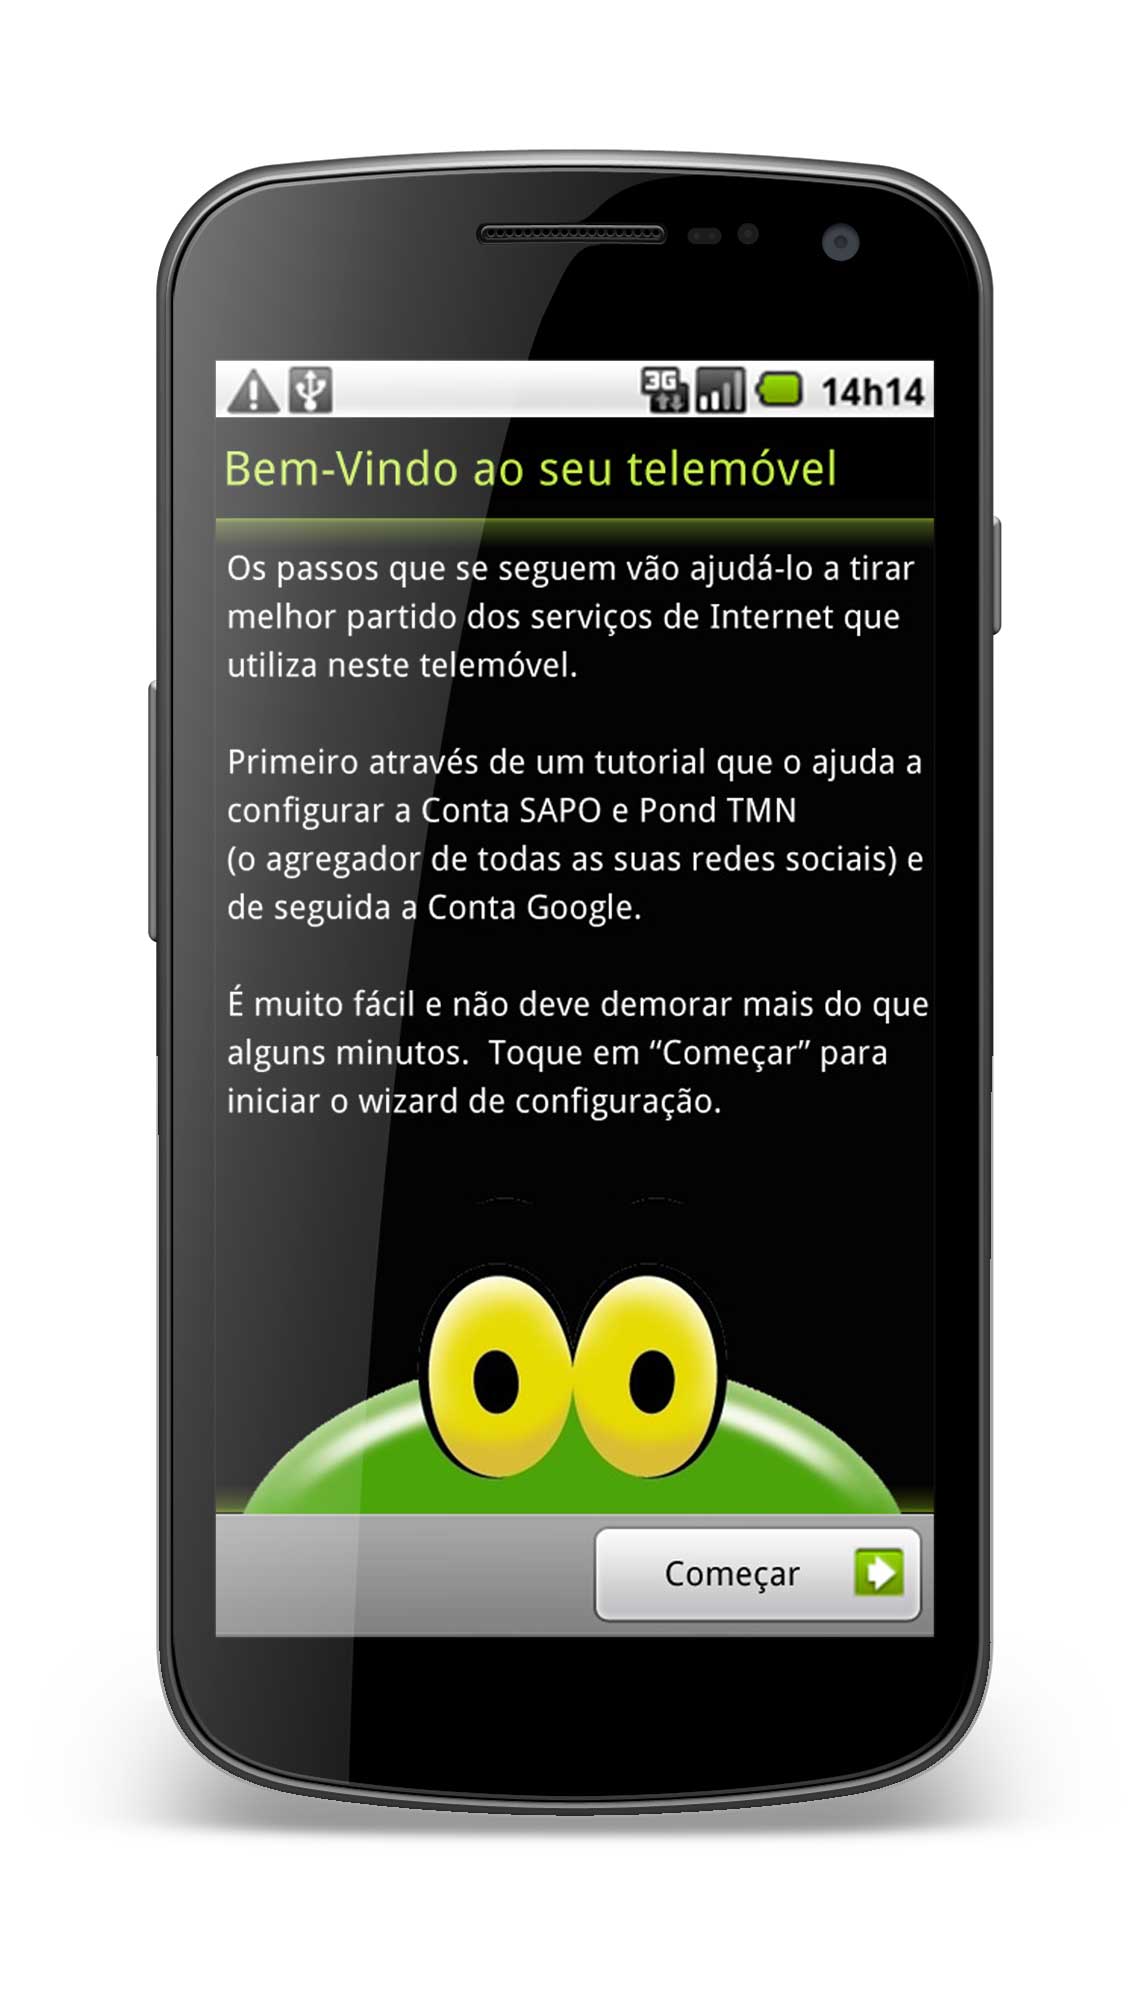 3G 14h14
Bem-Vindo ao seu telemóvel
Os passos que se seguem vão ajudá-lo a tirar
melhor partido dos serviços de Internet que
utiliza neste telemóvel.
Primeiro através de um tutorial que o ajuda a
configurar a Conta SAPO e Pond TMN
(o agregador de todas as suas redes sociais) e
de seguida a Conta Google.
É muito fácil e não deve demorar mais do que
alguns minutos.  Toque em “Começar” para
iniciar o wizard de configuração.
Começar